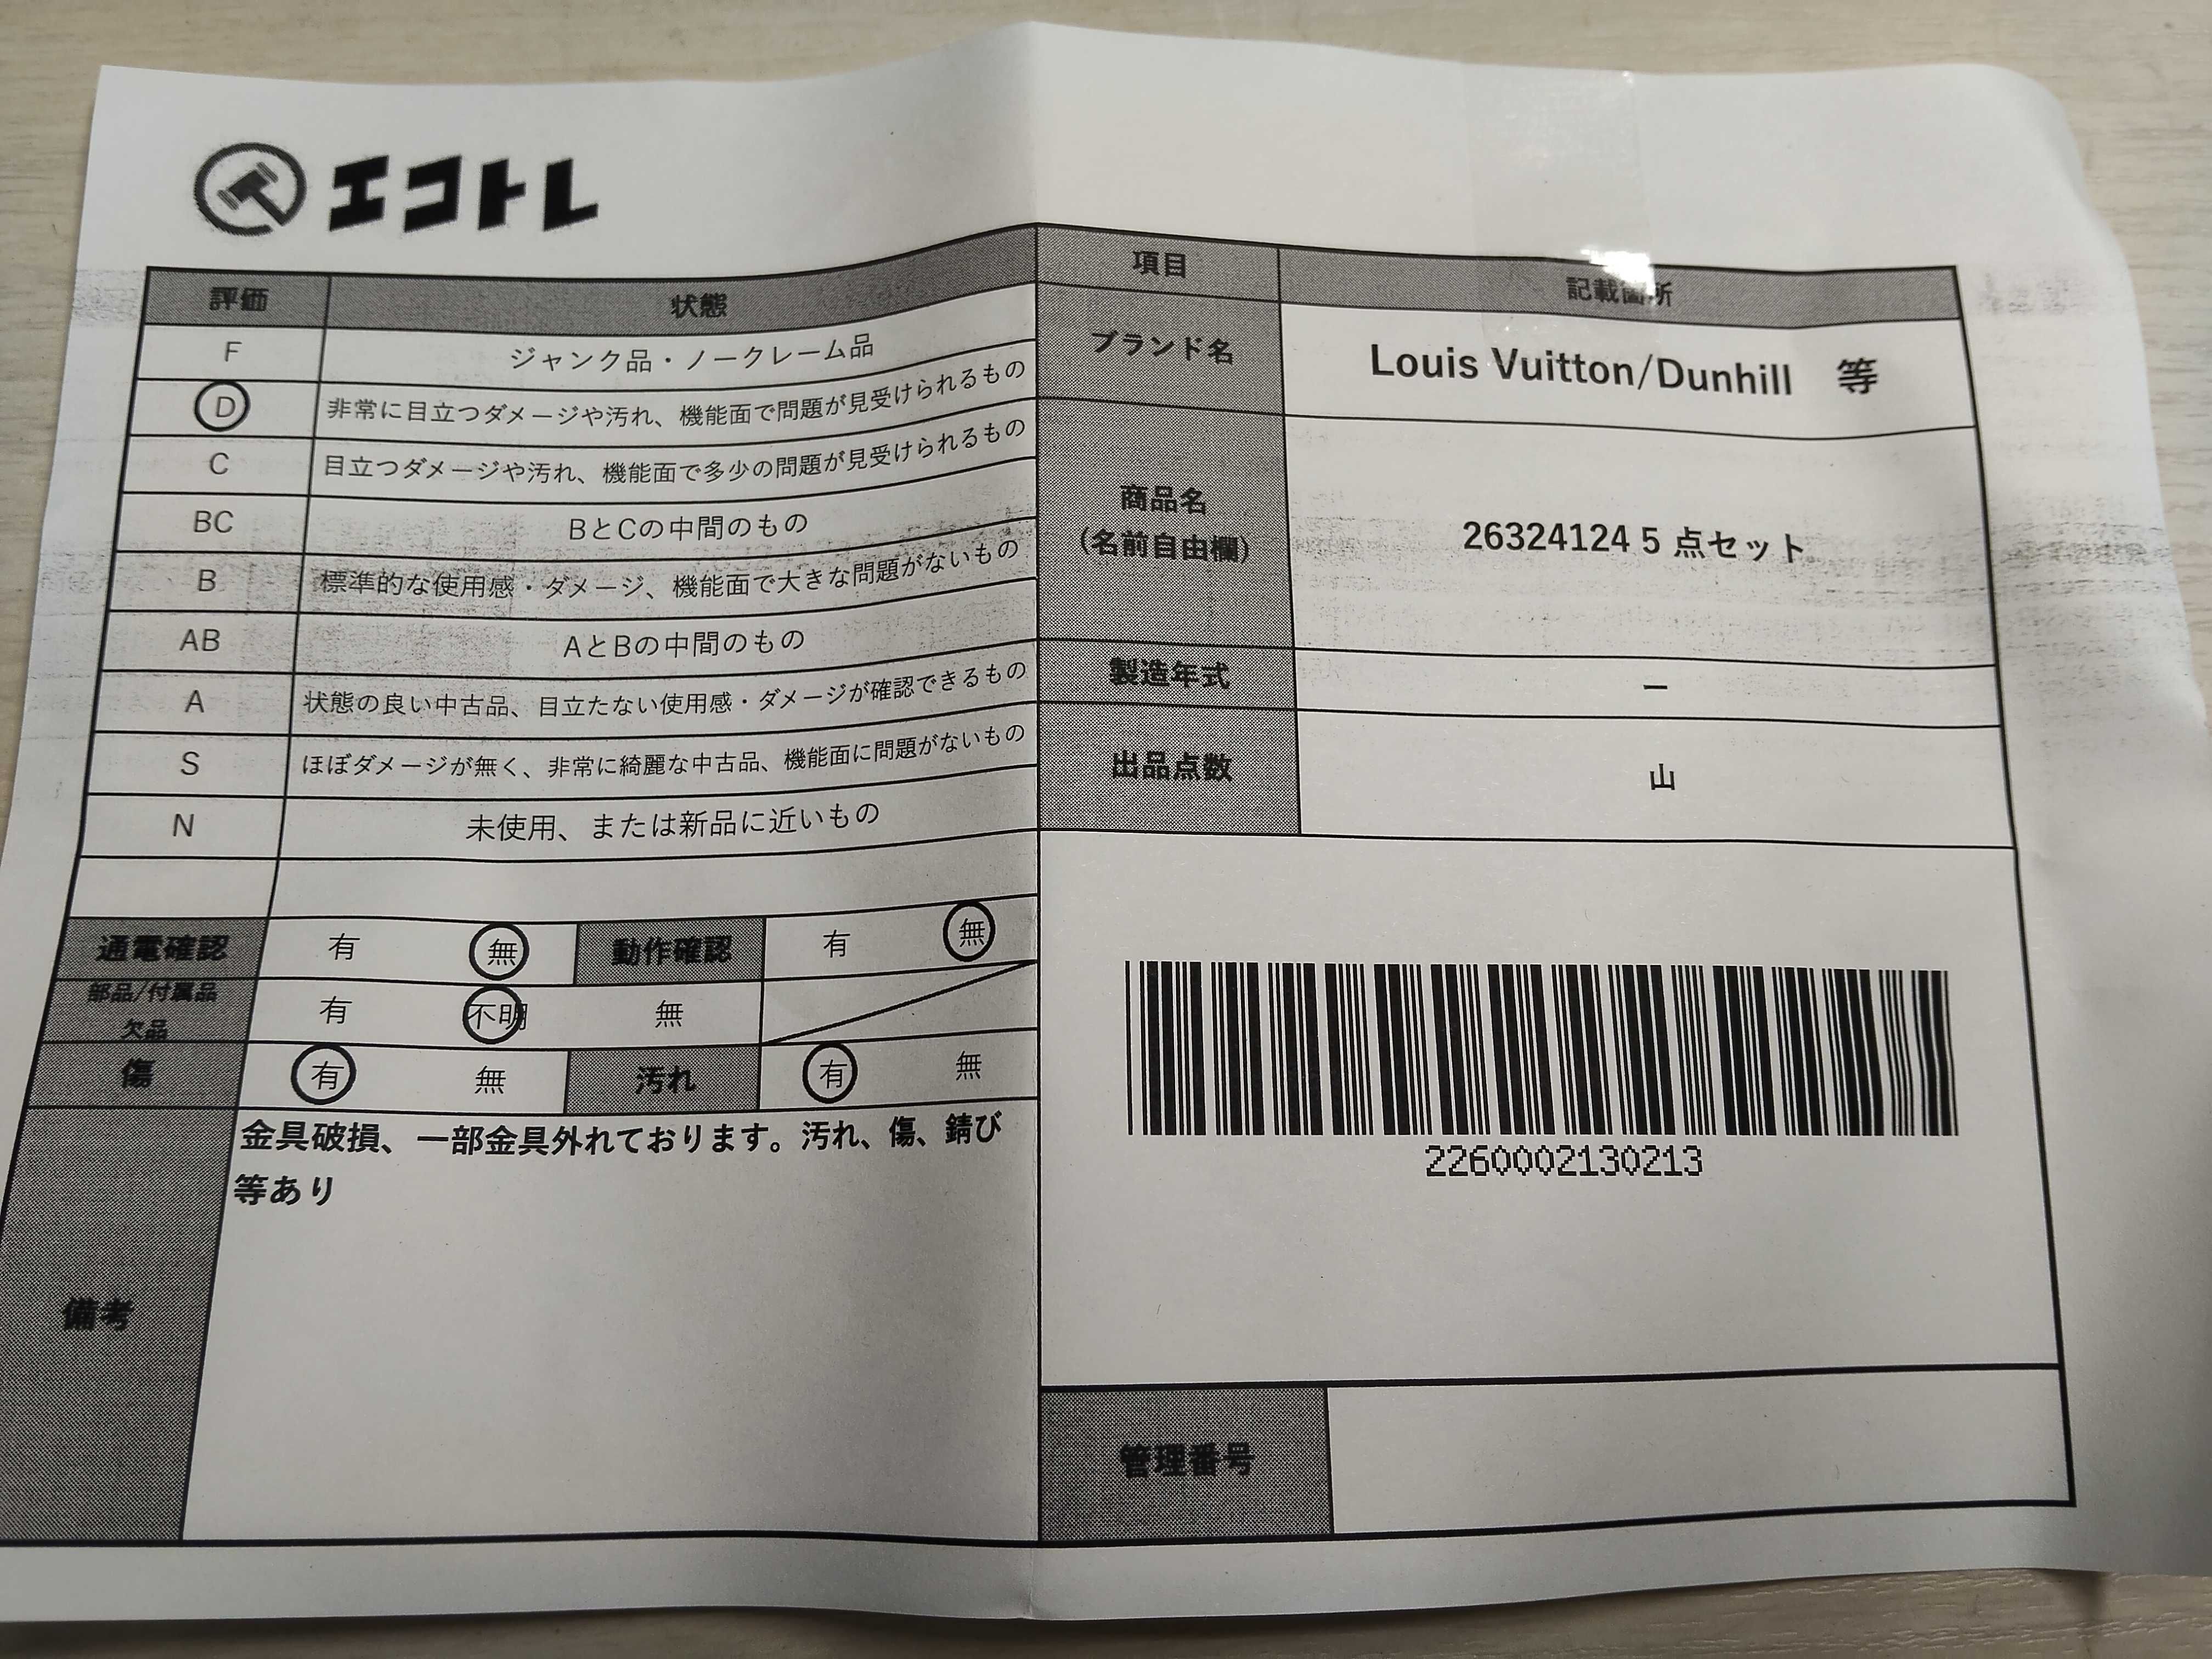 エコトレ
評価 状態
F ジャンク品・ノークレーム品
D 非常に目立つダメージや汚れ、機能面で問題が見受けられるもの
C 目立つダメージや汚れ、機能面で多少の問題が見受けられるもの
BC BとCの中間のもの
B 標準的な使用感・ダメージ、機能面で大きな問題がないもの
AB AとBの中間のもの
A 状態の良い中古品、目立たない使用感・ダメージが確認できるもの
S ほぼダメージが無く、非常に綺麗な中古品、機能面に問題がないもの
N 未使用、または新品に近いもの
通電確認 有 無 動作確認 有 無
部品/付属品
欠品
有 不明 無
傷 有 無 汚れ 有 無
備考
金具破損、一部金具外れております。汚れ、傷、錆び
等あり
項目 記載箇所
ブランド名 Louis Vuitton/Dunhill 等
商品名
(名前自由欄)
26324124 5 点セット
製造年式 ー
出品点数 山
2260002130213
管理番号